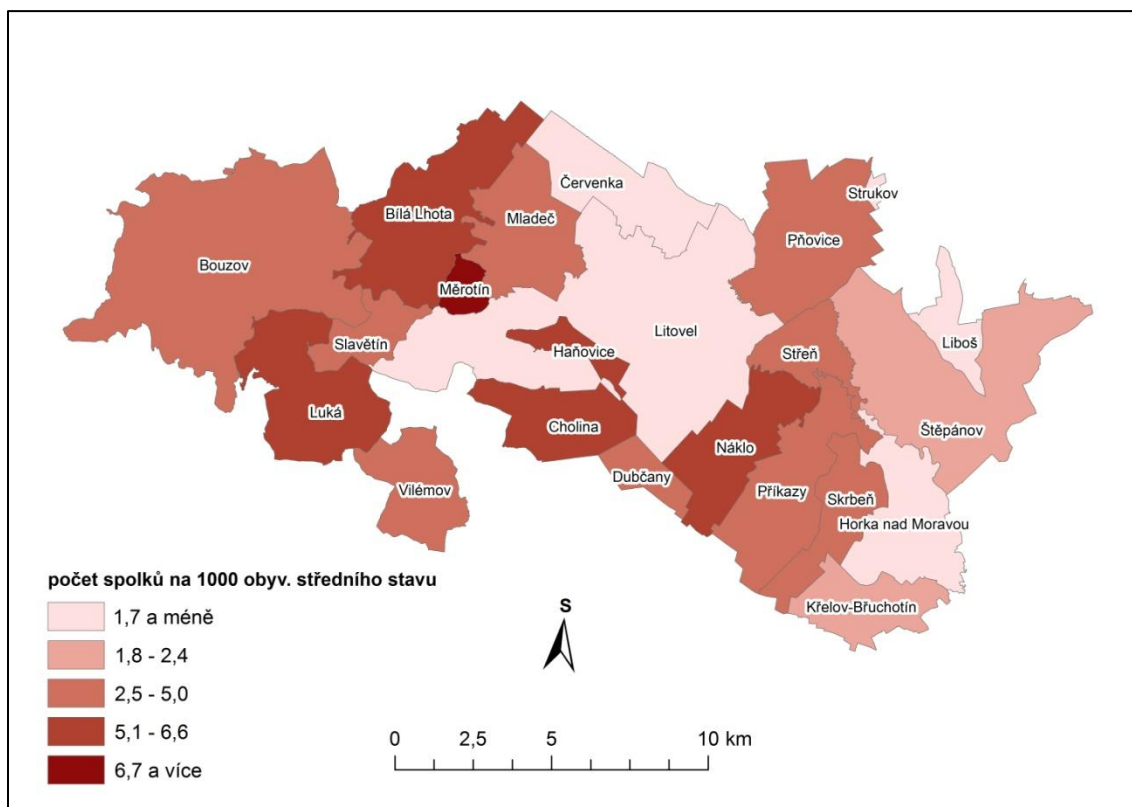 Červenka
Strukov
Bílá Lhota
Mladeč
Pňovice
Bouzov
Měrotín
Litovel
Liboš
Slavětín
Haňovice
Střeň
Luká
Cholina
Náklo
Štěpánov
Dubčany
Vilémov
Příkazy
Skrbeň
Horka nad Moravou
Křelov-Břuchotín
počet spolků na 1000 obyv. středního stavu
1,7 a méně
1,8 - 2,4
2,5 - 5,0
5,1 - 6,6
6,7 a více
S
0 2,5 5 10 km